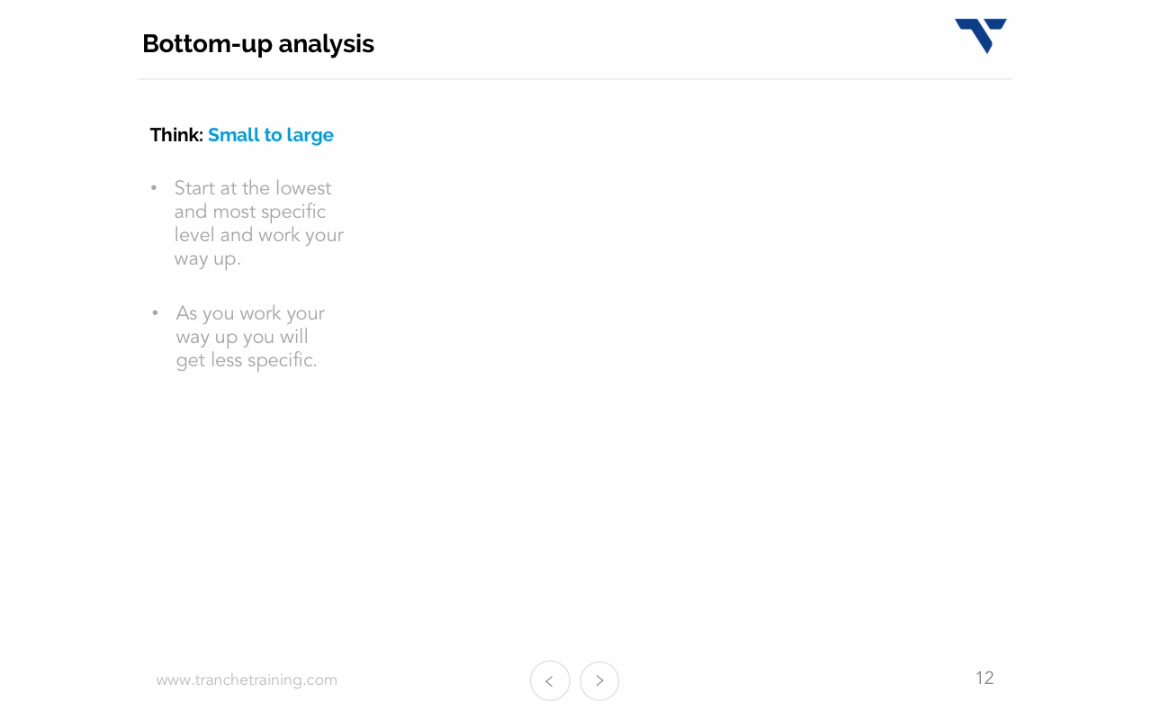 Bottom-up analysis
Think: Small to large
• Start at the lowest
and most specific
level and work your
way up.
• As you work your
way up you will
get less specific.
www.tranchetraining.com
< >
12